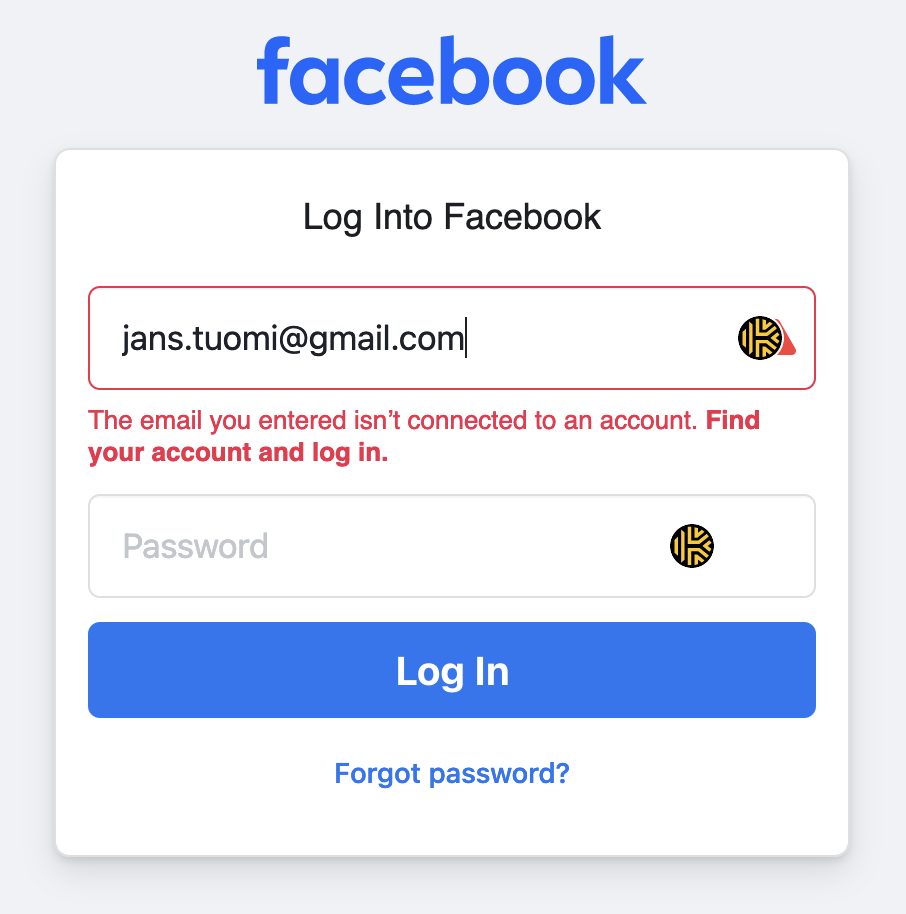 facebook
Log Into Facebook
jans.tuomi@gmail.com
The email you entered isn’t connected to an account. Find
your account and log in.
Password
Log In
Forgot password?